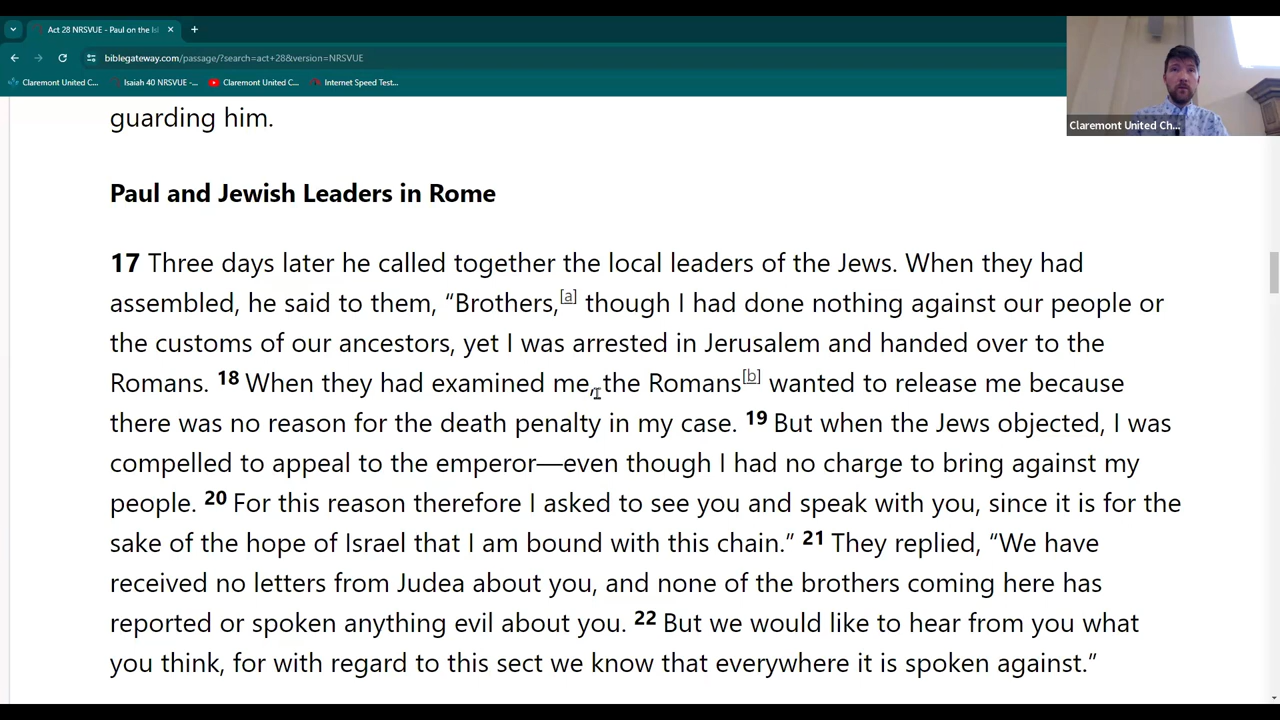 Act 28 NRSVUE - Paul on the Isl
biblegateway.com/passage/?search=act+28&version=NRSVUE
Claremont United C... Isaiah 40 NRSVUE -... Claremont United C... Internet Speed Test...
Claremont United Ch...
guarding him.
Paul and Jewish Leaders in Rome
17 Three days later he called together the local leaders of the Jews. When they had
assembled, he said to them, “Brothers,[a] though I had done nothing against our people or
the customs of our ancestors, yet I was arrested in Jerusalem and handed over to the
Romans. 18 When they had examined me, the Romans[b] wanted to release me because
there was no reason for the death penalty in my case. 19 But when the Jews objected, I was
compelled to appeal to the emperor—even though I had no charge to bring against my
people. 20 For this reason therefore I asked to see you and speak with you, since it is for the
sake of the hope of Israel that I am bound with this chain.” 21 They replied, “We have
received no letters from Judea about you, and none of the brothers coming here has
reported or spoken anything evil about you. 22 But we would like to hear from you what
you think, for with regard to this sect we know that everywhere it is spoken against.”